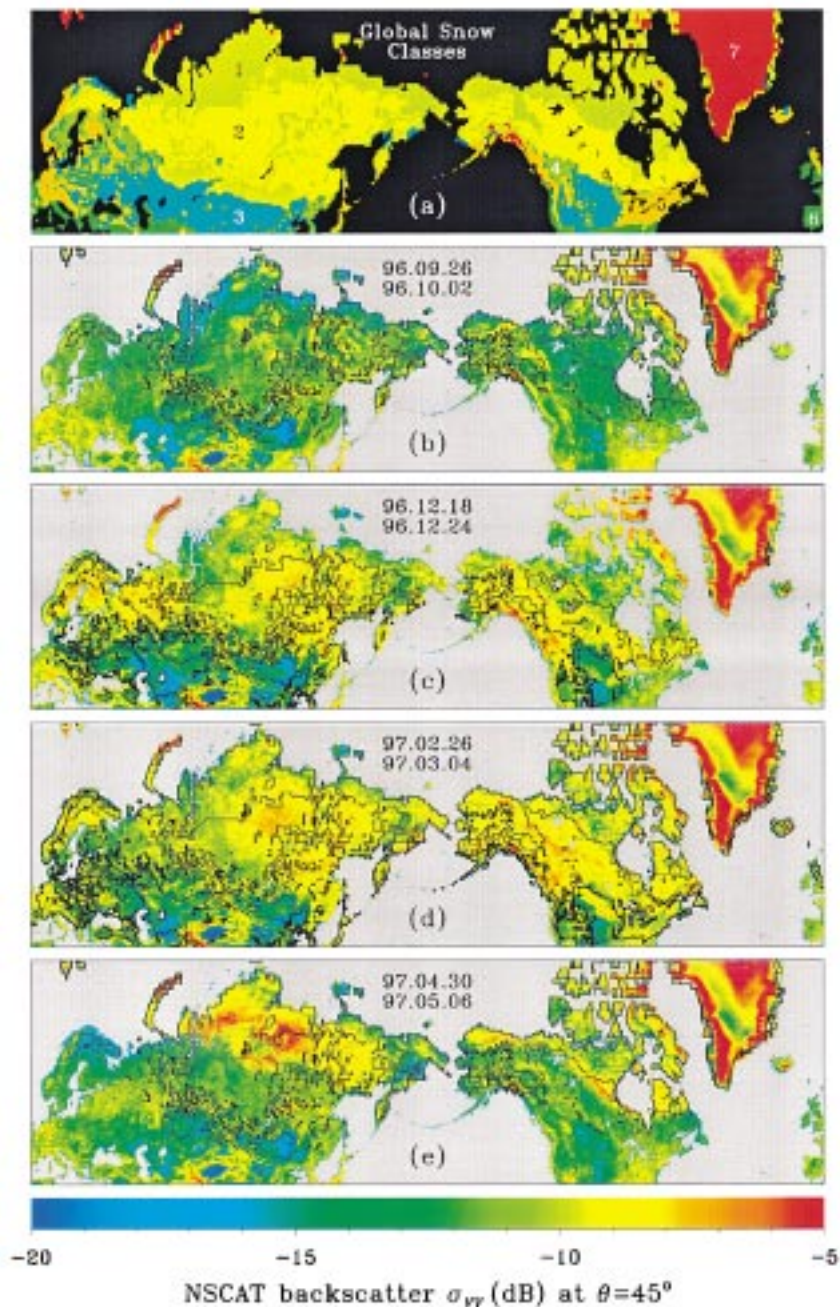 Global Snow
Classes
1
2
3
4
7
(a)
96.09.26
96.10.02
(b)
96.12.18
96.12.24
(c)
97.02.26
97.03.04
(d)
97.04.30
97.05.06
(e)
-20 -15 -10 -5
NSCAT backscatter σvv (dB) at θ=45°